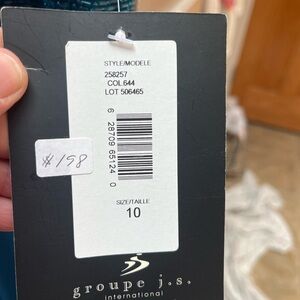 STYLE/MODELE
258257
COL.644
LOT 506465
6 28709 65124 0
$198
SIZE/TAILLE
10
groupe j.s.
international